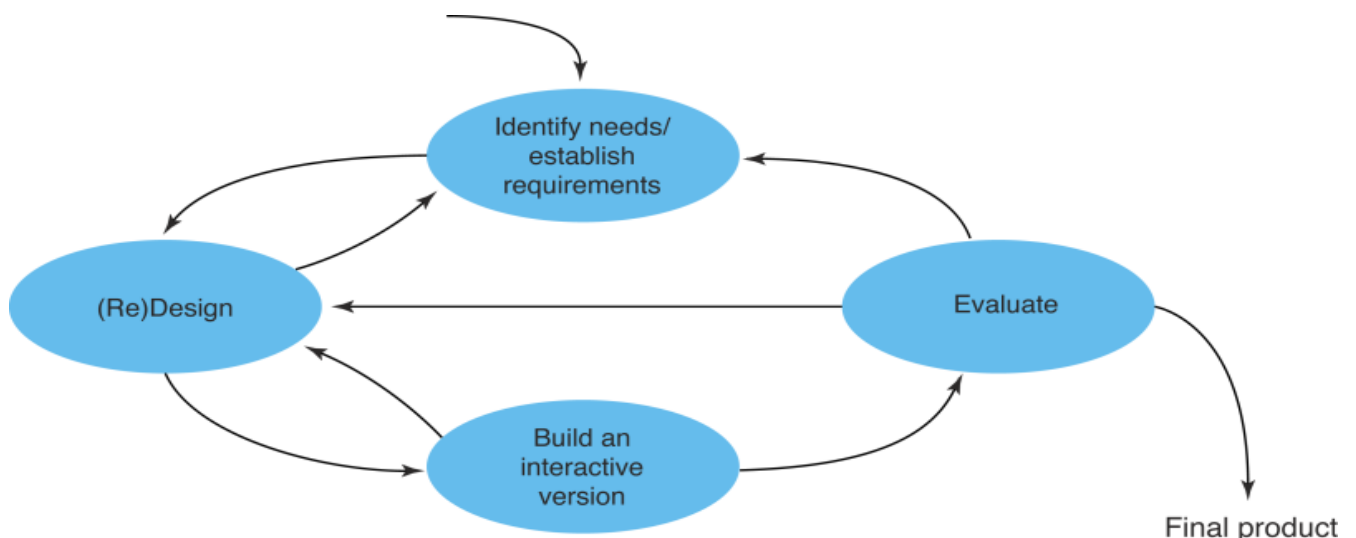 Identify needs/
establish
requirements
(Re)Design
Evaluate
Build an
interactive
version
Final product